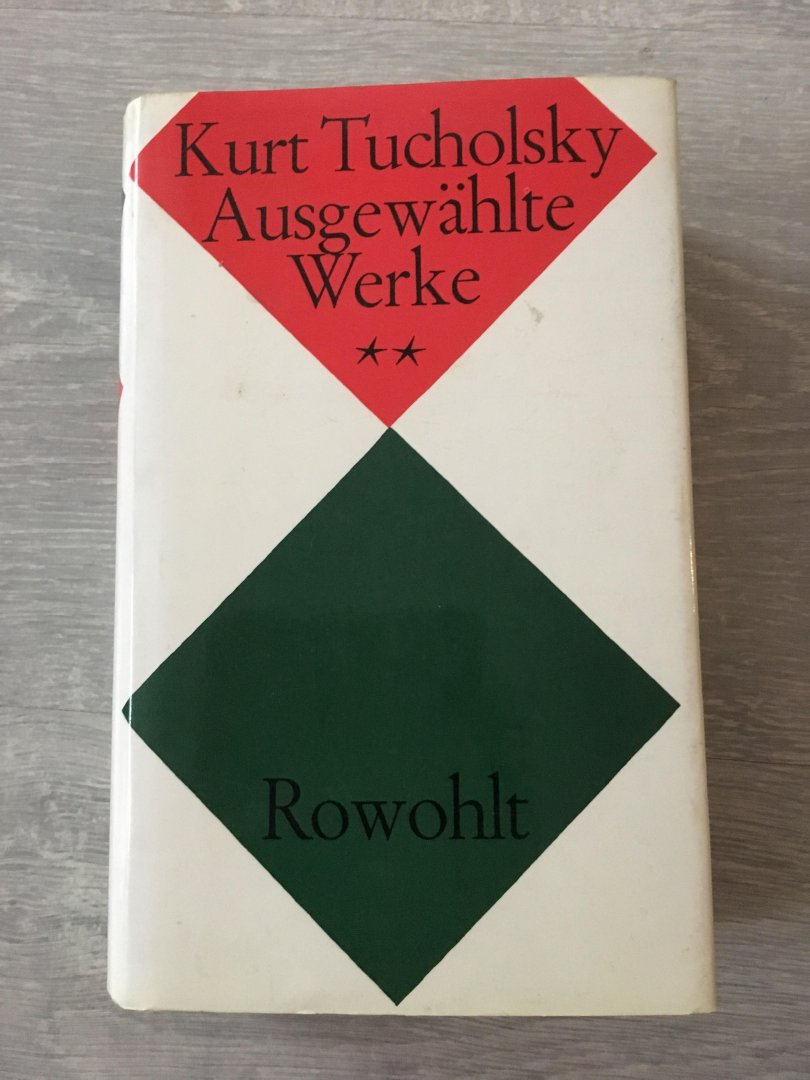 Kurt Tucholsky
Ausgewählte
Werke
**
Rowohlt